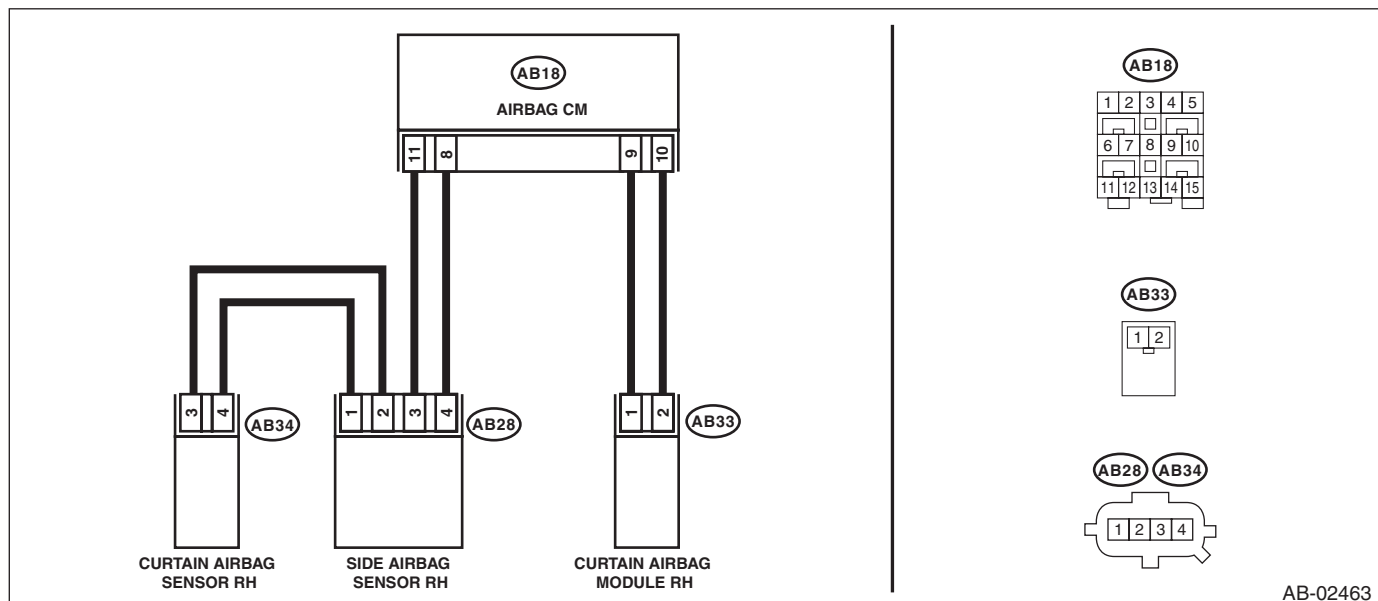 AB18
AIRBAG CM
11 8 9 10
3 4 AB34
1 2 3 4 AB28
1 2 AB33
CURTAIN AIRBAG
SENSOR RH
SIDE AIRBAG
SENSOR RH
CURTAIN AIRBAG
MODULE RH
AB18
1 2 3 4 5
6 7 8 9 10
11 12 13 14 15
AB33
1 2
AB28 AB34
1 2 3 4
AB-02463